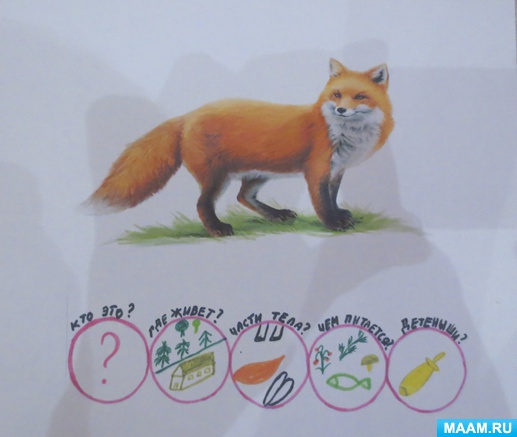 КТО ЭТО?
ГДЕ ЖИВЕТ?
ЧАСТИ ТЕЛА?
ЧЕМ ПИТАЕТСЯ?
ДЕТЕНЫШИ?
?
MAAM.RU